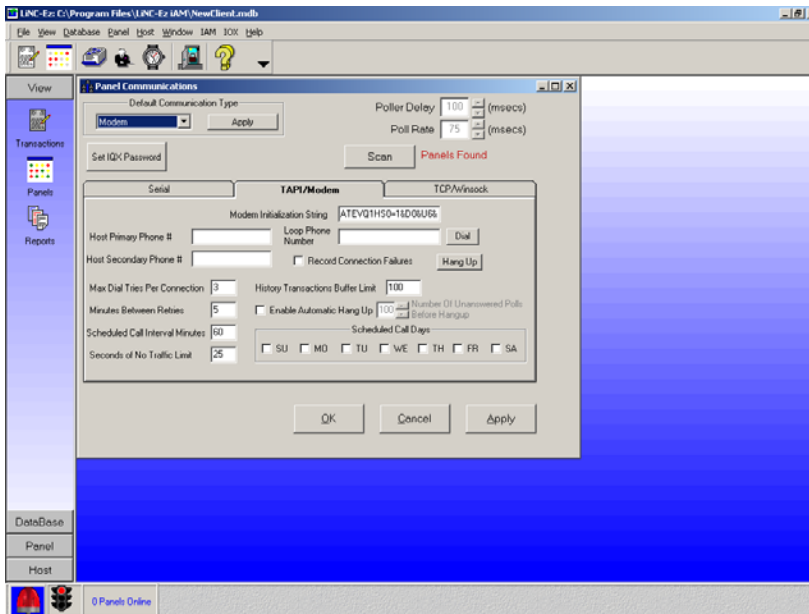 LiNC-Ez: C:\Program Files\LiNC-Ez iAM\NewClient.mdb
File View Database Panel Host Window IAM IOX Help
View
Transactions
Panels
Reports
DataBase
Panel
Host
Panel Communications
Default Communication Type
Modem
Apply
Poller Delay 100 (msecs)
Poll Rate 75 (msecs)
Set IQX Password
Scan
Panels Found
Serial
TAPI/Modem
TCP/Winsock
Modem Initialization String
Host Primary Phone #
Loop Phone Number
Dial
Host Secondary Phone #
Record Connection Failures
Hang Up
Max Dial Tries Per Connection 3
History Transactions Buffer Limit 100
Minutes Between Retries 5
Enable Automatic Hang Up 100 Number Of Unanswered Polls Before Hangup
Scheduled Call Interval Minutes 60
Scheduled Call Days
Seconds of No Traffic Limit 25
SU MO TU WE TH FR SA
OK
Cancel
Apply
0 Panels Online